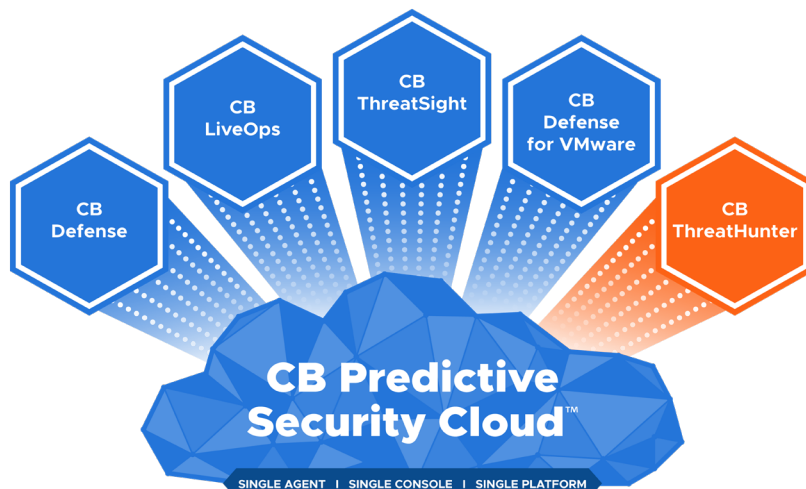 CB
Defense
CB
LiveOps
CB
ThreatSight
CB
Defense
for VMware
CB
ThreatHunter
CB Predictive
Security Cloud™
SINGLE AGENT I SINGLE CONSOLE I SINGLE PLATFORM